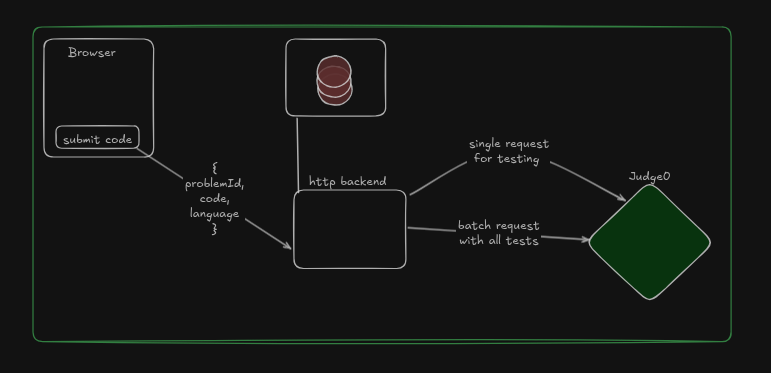 Browser
submit code
{
problemId,
code,
language
}
http backend
single request
for testing
batch request
with all tests
Judge0